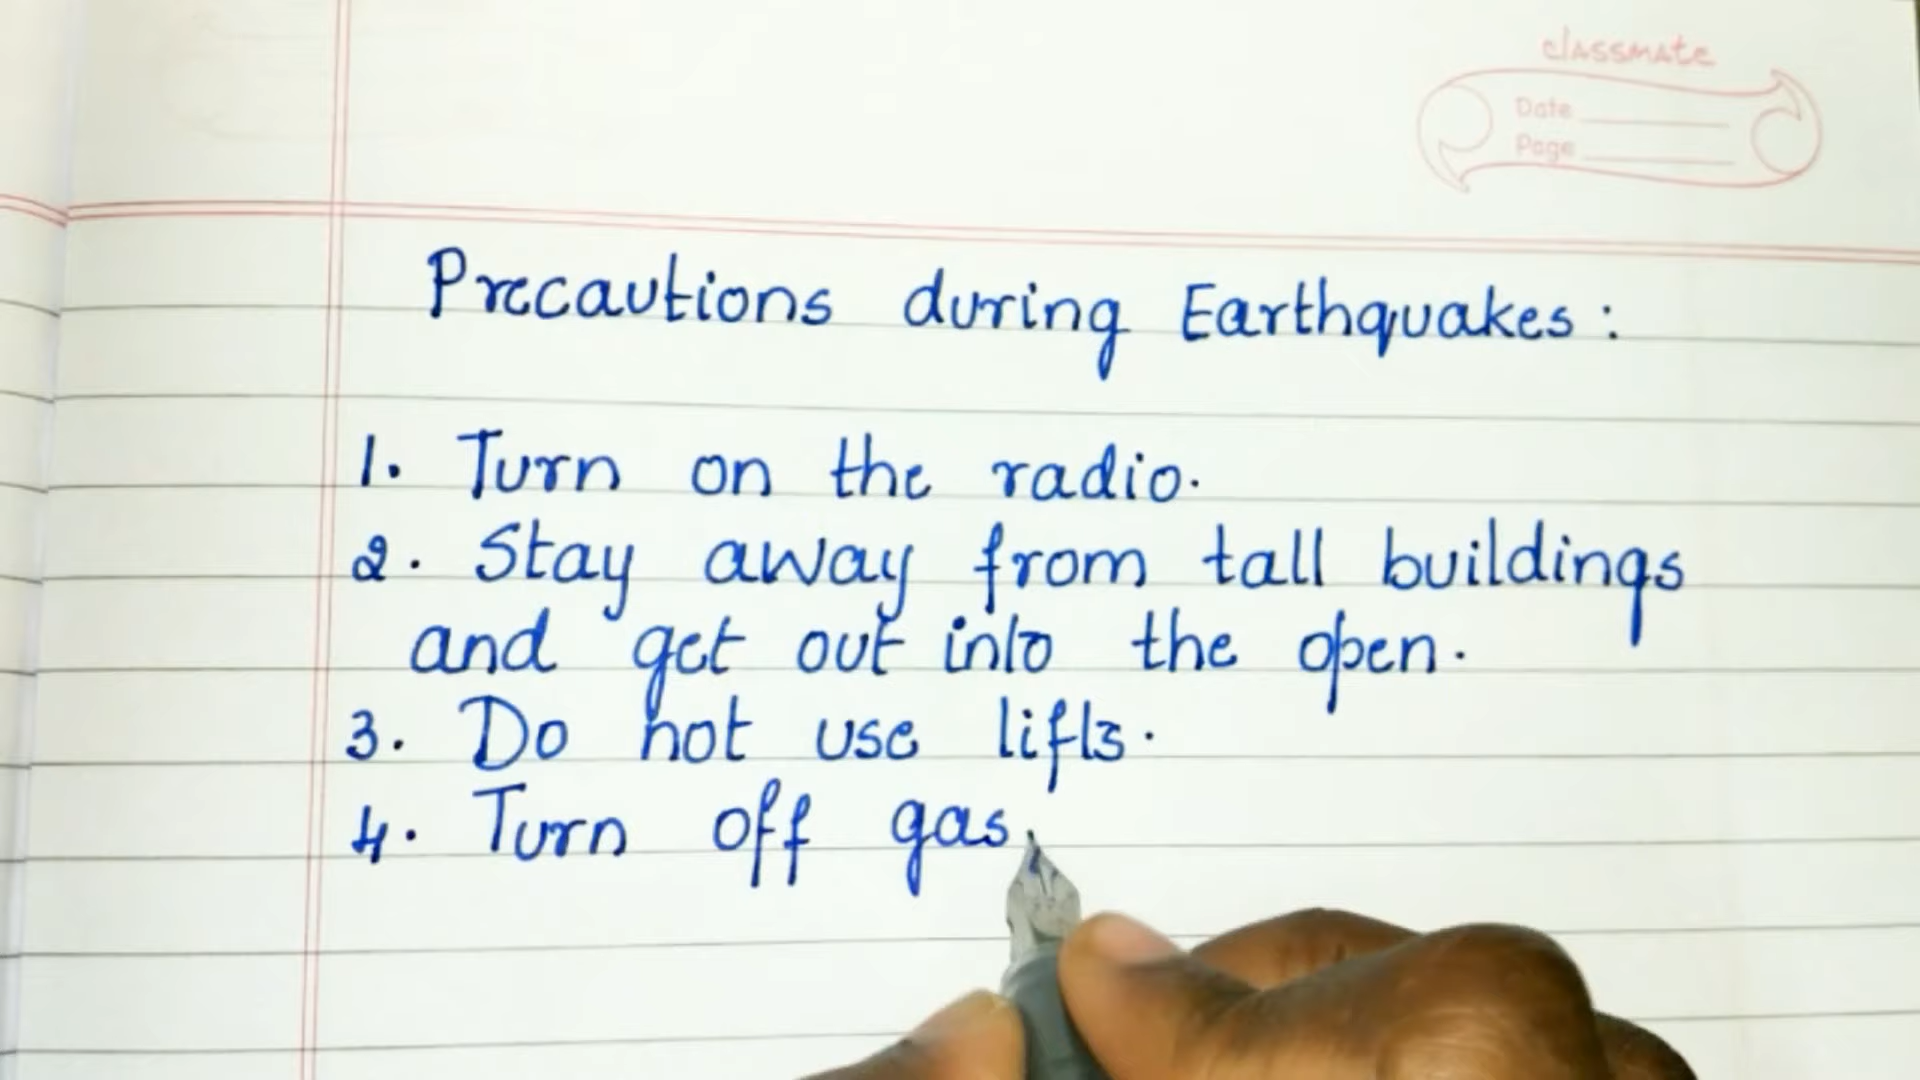 classmate
Date
Page
Precautions during Earthquakes:
1. Turn on the radio.
2. Stay away from tall buildings
and get out into the open.
3. Do not use lifts.
4. Turn off gas